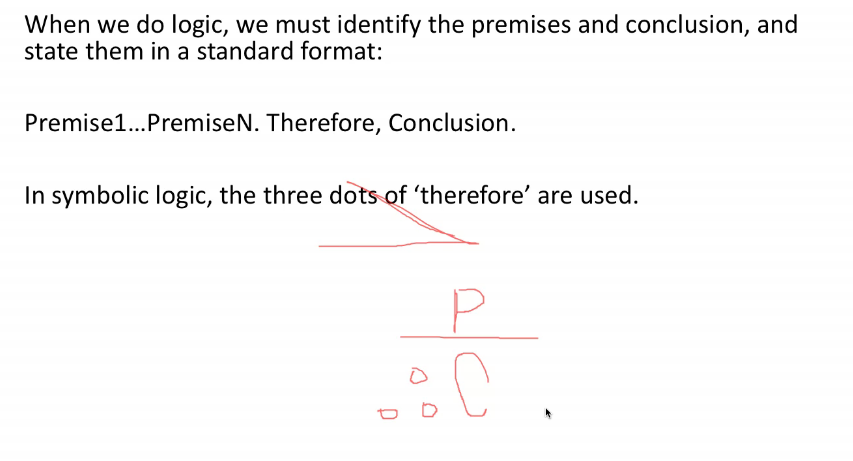 When we do logic, we must identify the premises and conclusion, and
state them in a standard format:
Premise1...PremiseN. Therefore, Conclusion.
In symbolic logic, the three dots of ‘therefore’ are used.
P
∴ C